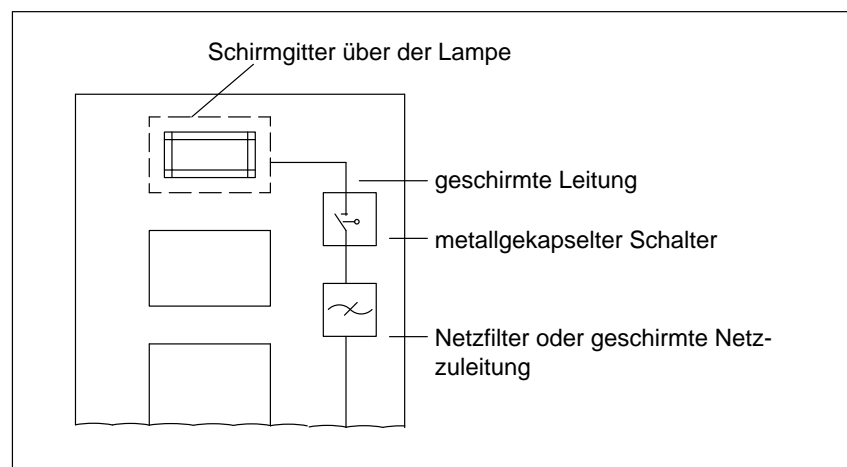 Schirmgitter über der Lampe
geschirmte Leitung
metallgekapselter Schalter
Netzfilter oder geschirmte Netz-
zuleitung